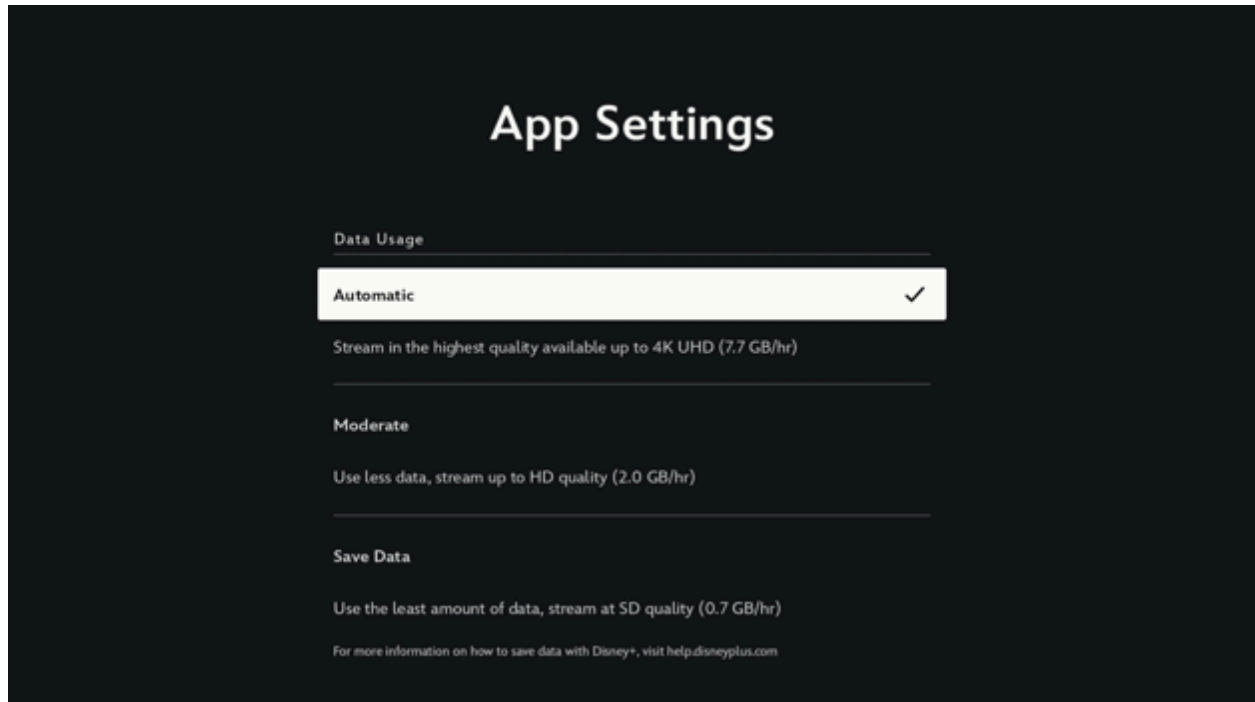 App Settings
Data Usage
Automatic
Stream in the highest quality available up to 4K UHD (7.7 GB/hr)
Moderate
Use less data, stream up to HD quality (2.0 GB/hr)
Save Data
Use the least amount of data, stream at SD quality (0.7 GB/hr)
For more information on how to save data with Disney+, visit help.disneyplus.com